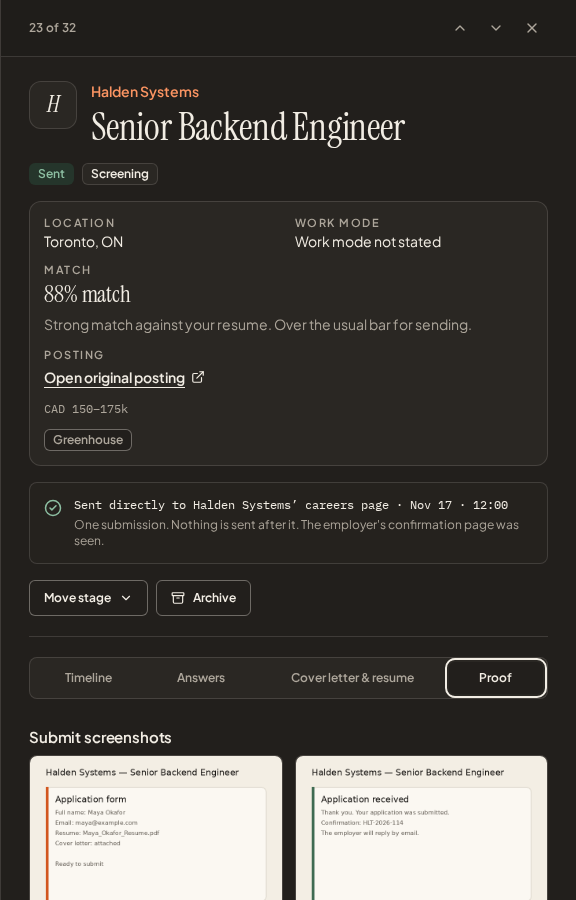 23 of 32
H
Halden Systems
Senior Backend Engineer
Sent
Screening
LOCATION
Toronto, ON
WORK MODE
Work mode not stated
MATCH
88% match
Strong match against your resume. Over the usual bar for sending.
POSTING
Open original posting
CAD 150–175k
Greenhouse
Sent directly to Halden Systems’ careers page · Nov 17 · 12:00
One submission. Nothing is sent after it. The employer's confirmation page was
seen.
Move stage
Archive
Timeline
Answers
Cover letter & resume
Proof
Submit screenshots
Halden Systems — Senior Backend Engineer
Application form
Full name: Maya Okafor
Email: maya@example.com
Resume: Maya_Okafor_Resume.pdf
Cover letter: attached
Ready to submit
Halden Systems — Senior Backend Engineer
Application received
Thank you. Your application was submitted.
Confirmation: HLT-2026-114
The employer will reply by email.